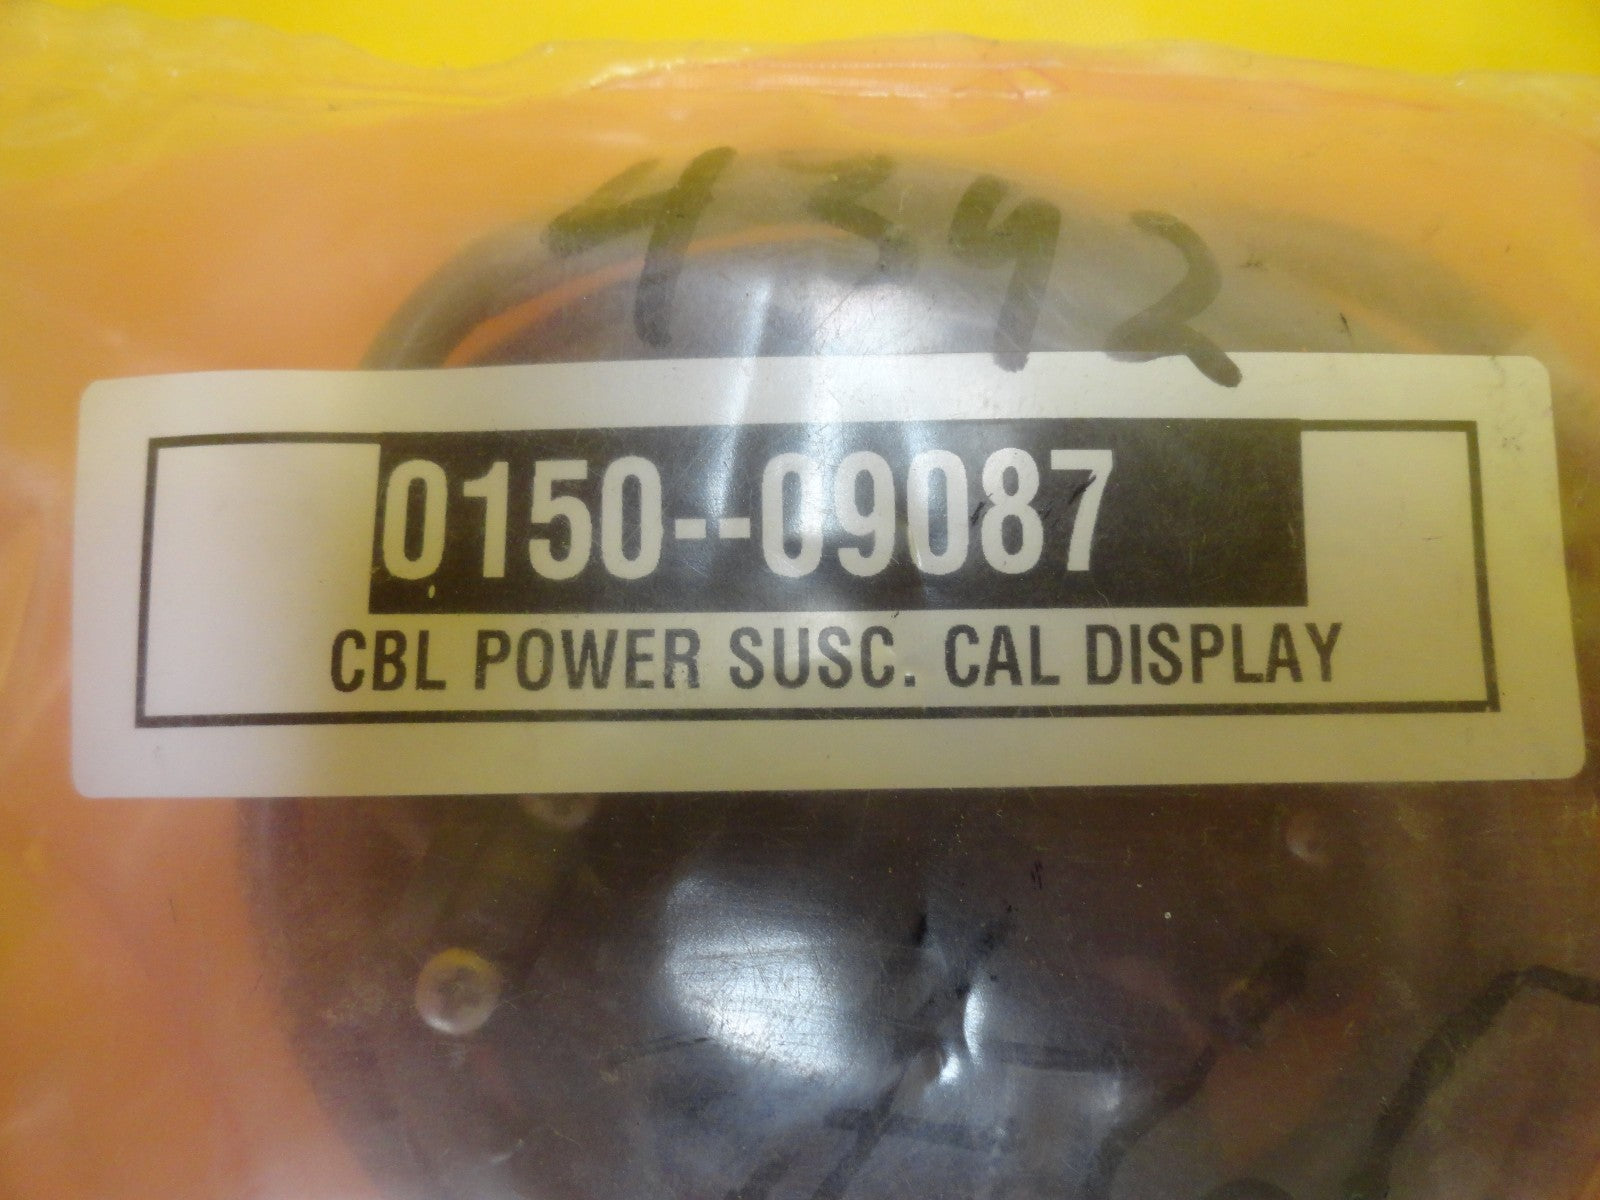 4392
0150--09087
CBL POWER SUSC. CAL DISPLAY